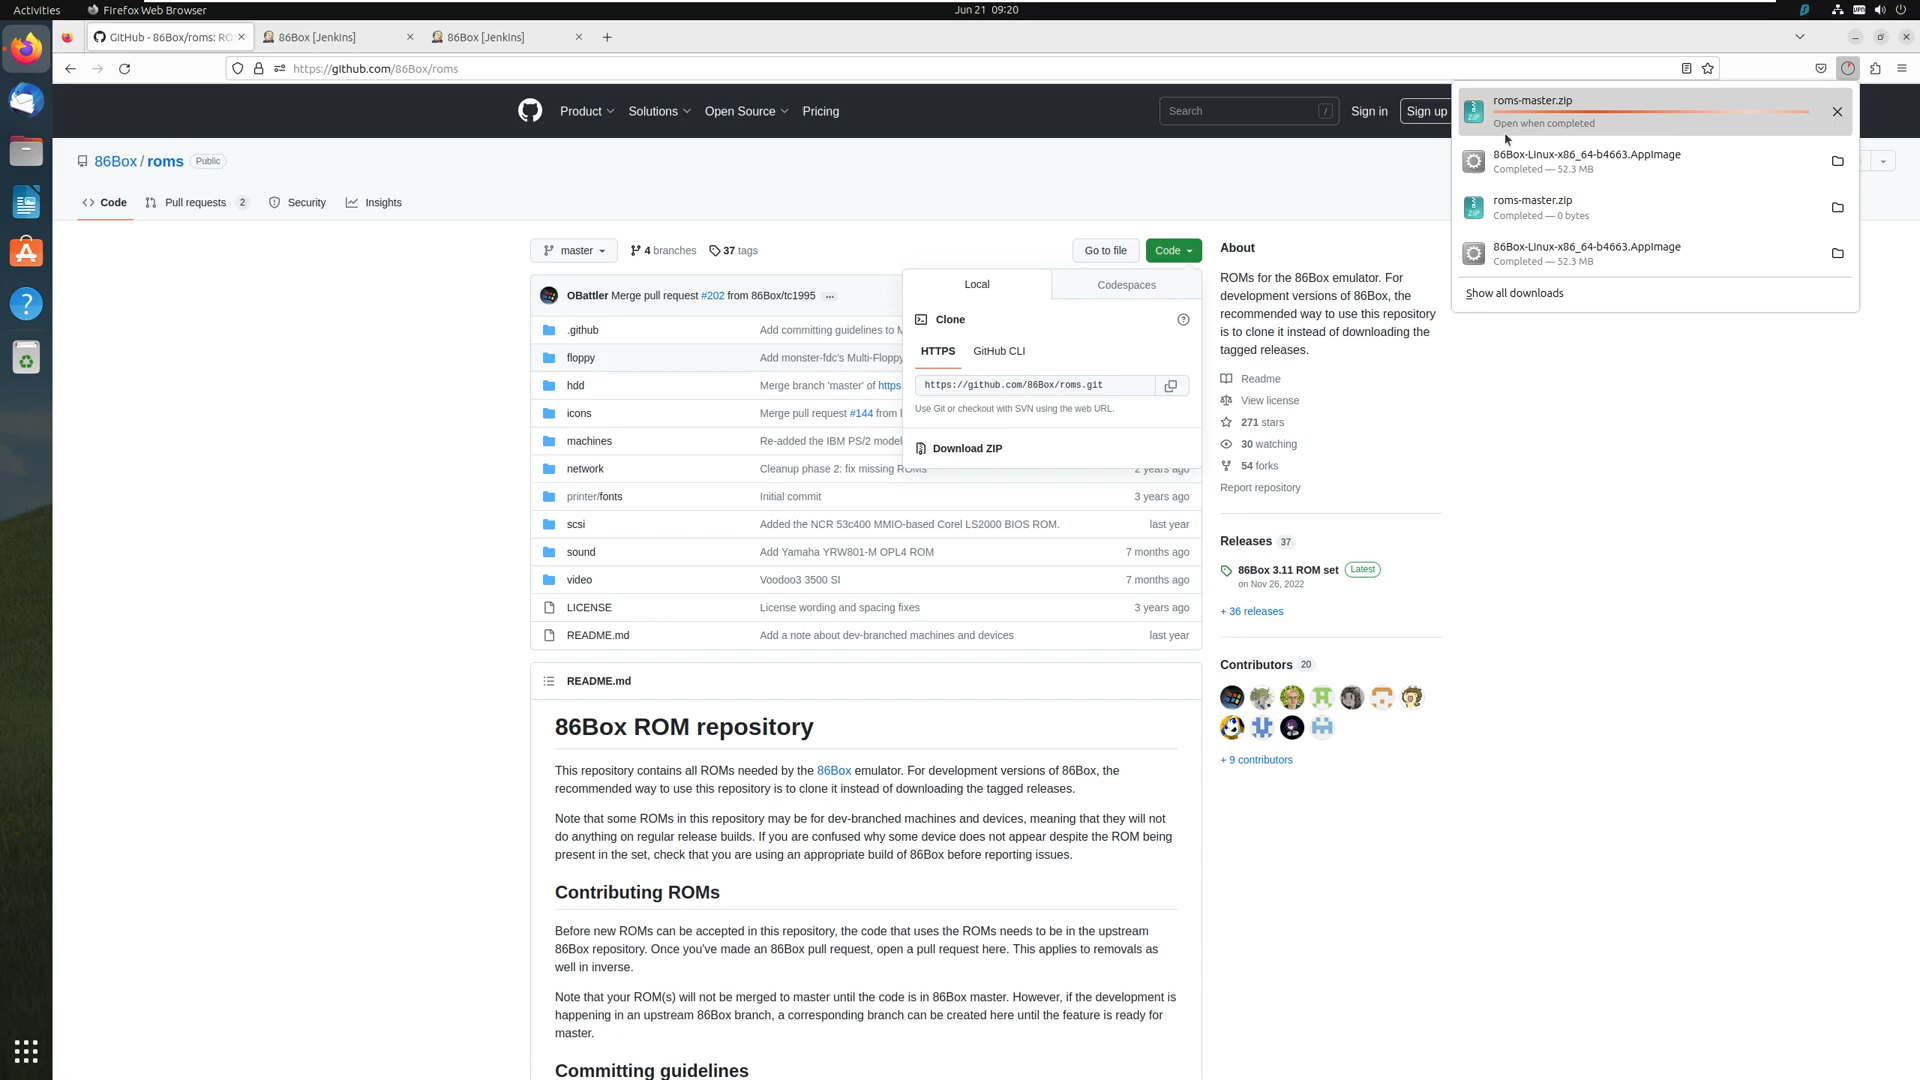 Activities Firefox Web Browser Jun 21 09:20
GitHub - 86Box/roms: RO 86Box [Jenkins] 86Box [Jenkins]
https://github.com/86Box/roms
Product Solutions Open Source Pricing Search / Sign in Sign up
roms-master.zip
Open when completed
86Box-Linux-x86_64-b4663.AppImage
Completed — 52.3 MB
roms-master.zip
Completed — 0 bytes
86Box-Linux-x86_64-b4663.AppImage
Completed — 52.3 MB
Show all downloads
86Box / roms Public
Code Pull requests 2 Security Insights
master 4 branches 37 tags Go to file Code
OBattler Merge pull request #202 from 86Box/tc1995 ...
.github Add committing guidelines to
floppy Add monster-fdc's Multi-Floppy
hdd Merge branch 'master' of https
icons Merge pull request #144 from
machines Re-added the IBM PS/2 model
network Cleanup phase 2: fix missing ROMs 2 years ago
printer/fonts Initial commit 3 years ago
scsi Added the NCR 53c400 MMIO-based Corel LS2000 BIOS ROM. last year
sound Add Yamaha YRW801-M OPL4 ROM 7 months ago
video Voodoo3 3500 SI 7 months ago
LICENSE License wording and spacing fixes 3 years ago
README.md Add a note about dev-branched machines and devices last year
Local Codespaces
Clone
HTTPS GitHub CLI
https://github.com/86Box/roms.git
Use Git or checkout with SVN using the web URL.
Download ZIP
README.md
86Box ROM repository
This repository contains all ROMs needed by the 86Box emulator. For development versions of 86Box, the
recommended way to use this repository is to clone it instead of downloading the tagged releases.
Note that some ROMs in this repository may be for dev-branched machines and devices, meaning that they will not
do anything on regular release builds. If you are confused why some device does not appear despite the ROM being
present in the set, check that you are using an appropriate build of 86Box before reporting issues.
Contributing ROMs
Before new ROMs can be accepted in this repository, the code that uses the ROMs needs to be in the upstream
86Box repository. Once you've made an 86Box pull request, open a pull request here. This applies to removals as
well in inverse.
Note that your ROM(s) will not be merged to master until the code is in 86Box master. However, if the development is
happening in an upstream 86Box branch, a corresponding branch can be created here until the feature is ready for
master.
Committing guidelines
About
ROMs for the 86Box emulator. For
development versions of 86Box, the
recommended way to use this repository
is to clone it instead of downloading the
tagged releases.
Readme
View license
271 stars
30 watching
54 forks
Report repository
Releases 37
86Box 3.11 ROM set Latest
on Nov 26, 2022
+ 36 releases
Contributors 20
+ 9 contributors